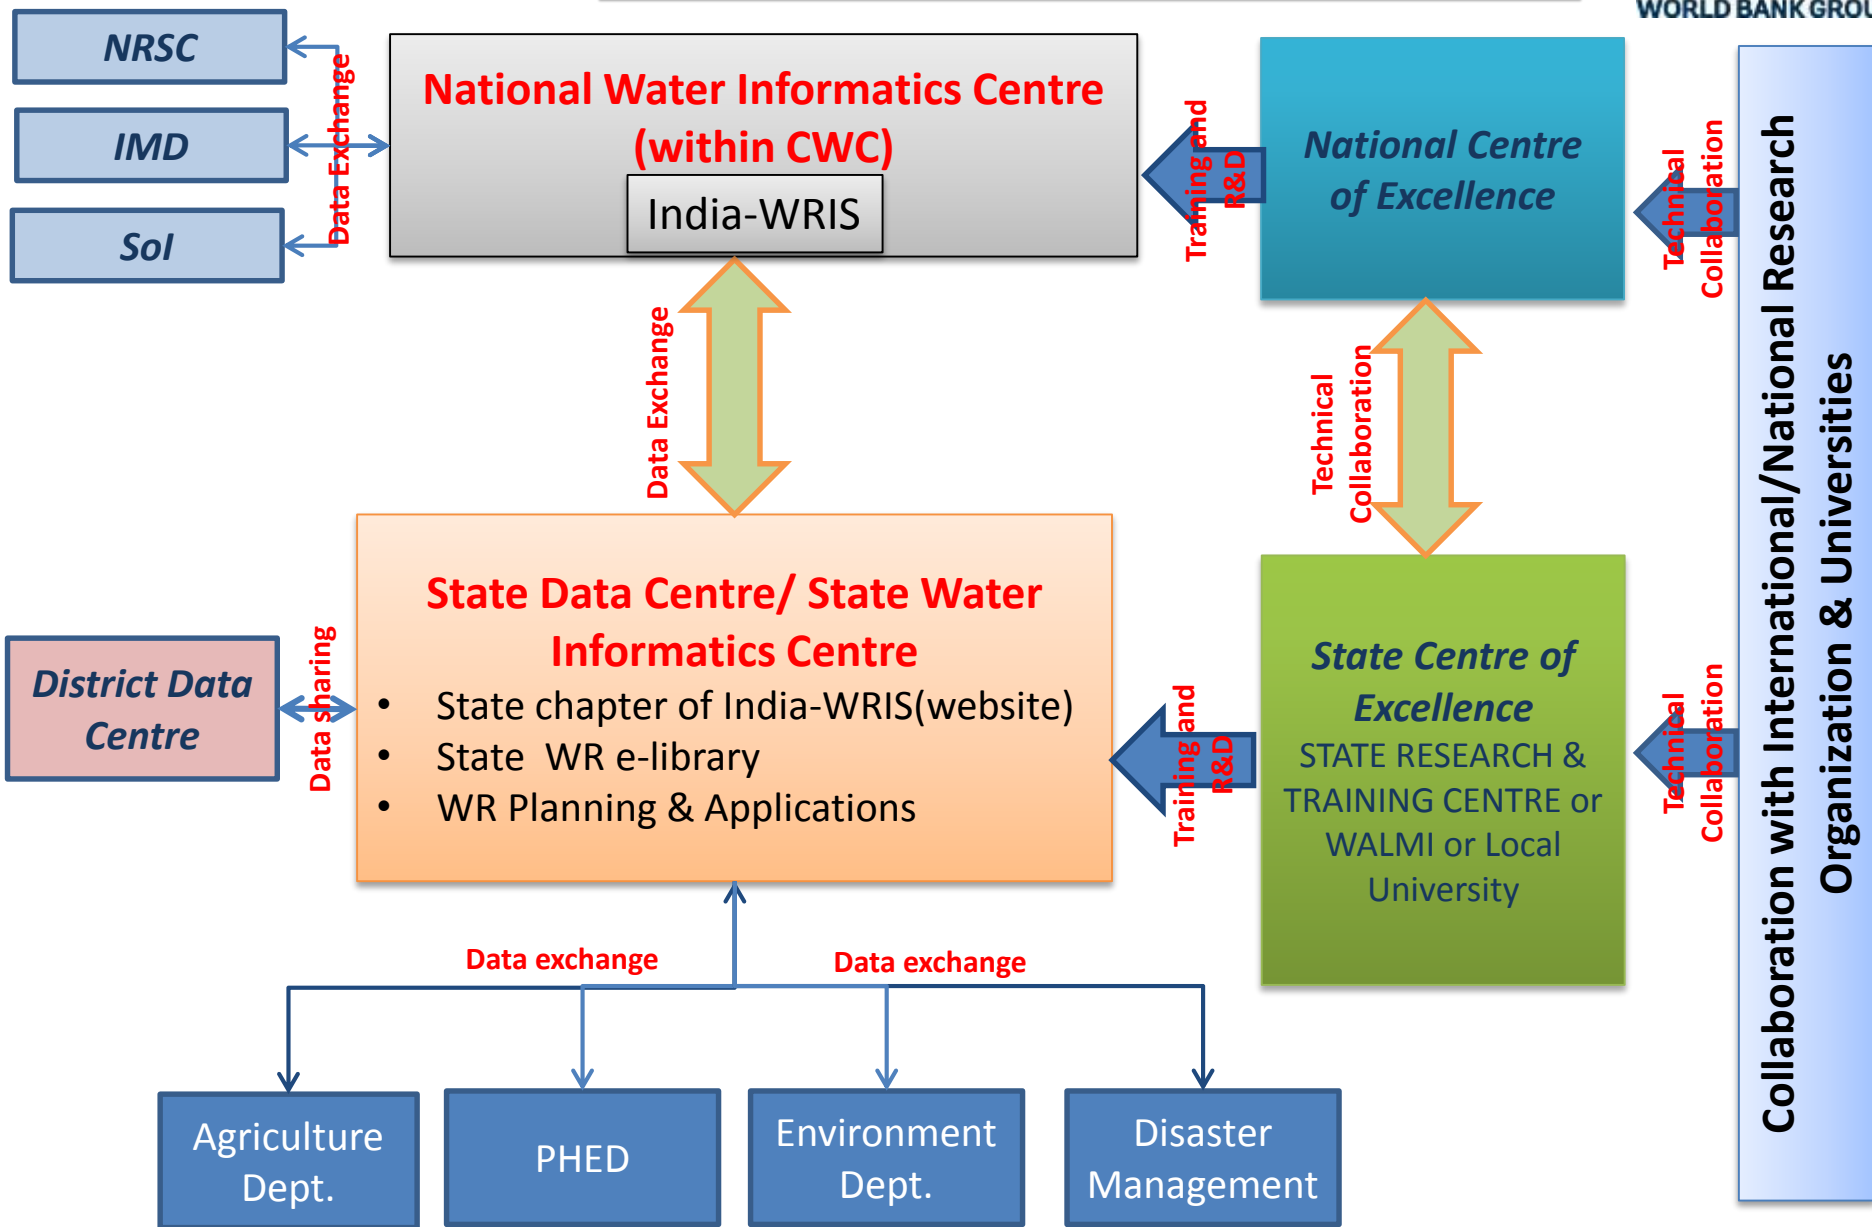 WORLD BANK GROU
NRSC
IMD
SoI
Data Exchange
National Water Informatics Centre
(within CWC)
India-WRIS
Training and
R&D
National Centre
of Excellence
Technical
Collaboration
Collaboration with International/National Research
Organization & Universities
Data Exchange
Technical
Collaboration
District Data
Centre
Data sharing
State Data Centre/ State Water
Informatics Centre
• State chapter of India-WRIS(website)
• State WR e-library
• WR Planning & Applications
Training and
R&D
State Centre of
Excellence
STATE RESEARCH &
TRAINING CENTRE or
WALMI or Local
University
Technical
Collaboration
Data exchange
Data exchange
Agriculture
Dept.
PHED
Environment
Dept.
Disaster
Management